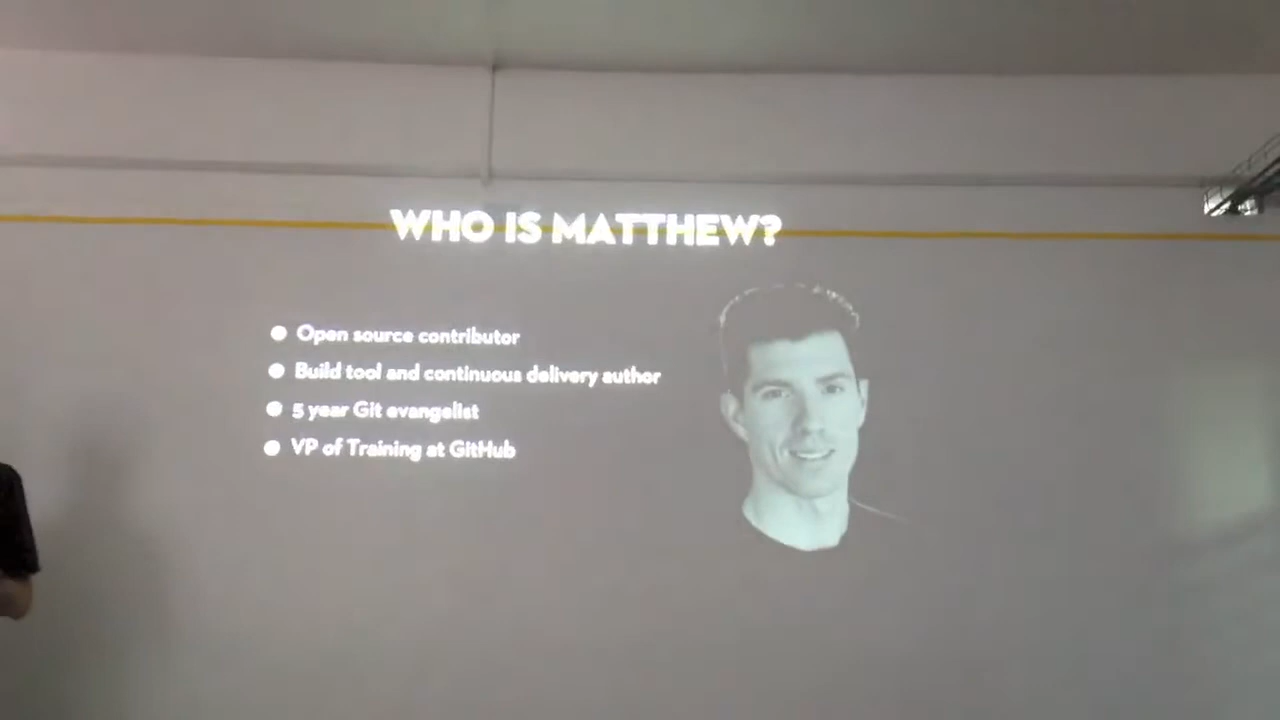 WHO IS MATTHEW?
Open source contributor
Build tool and continuous delivery author
5 year Git evangelist
VP of Training at GitHub